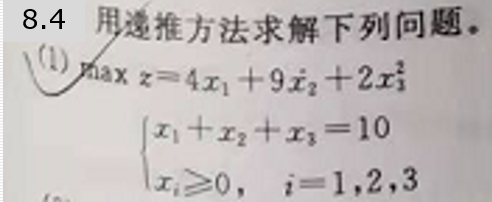 8.4 用递推方法求解下列问题。
(1) max z=4x₁+9x₂+2x₃²
x₁+x₂+x₃=10
xᵢ≥0, i=1,2,3